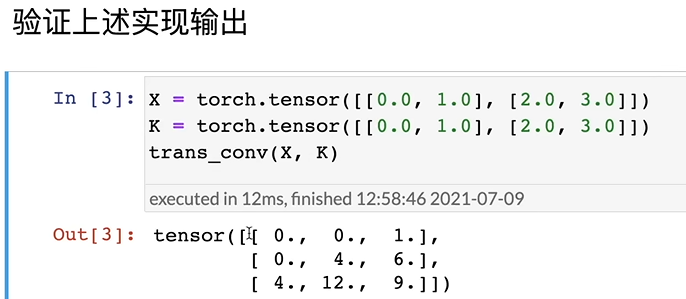 验证上述实现输出
In [3]: X = torch.tensor([[0.0, 1.0], [2.0, 3.0]])
K = torch.tensor([[0.0, 1.0], [2.0, 3.0]])
trans_conv(X, K)
executed in 12ms, finished 12:58:46 2021-07-09
Out[3]: tensor([[ 0., 0., 1.],
[ 0., 4., 6.],
[ 4., 12., 9.]])